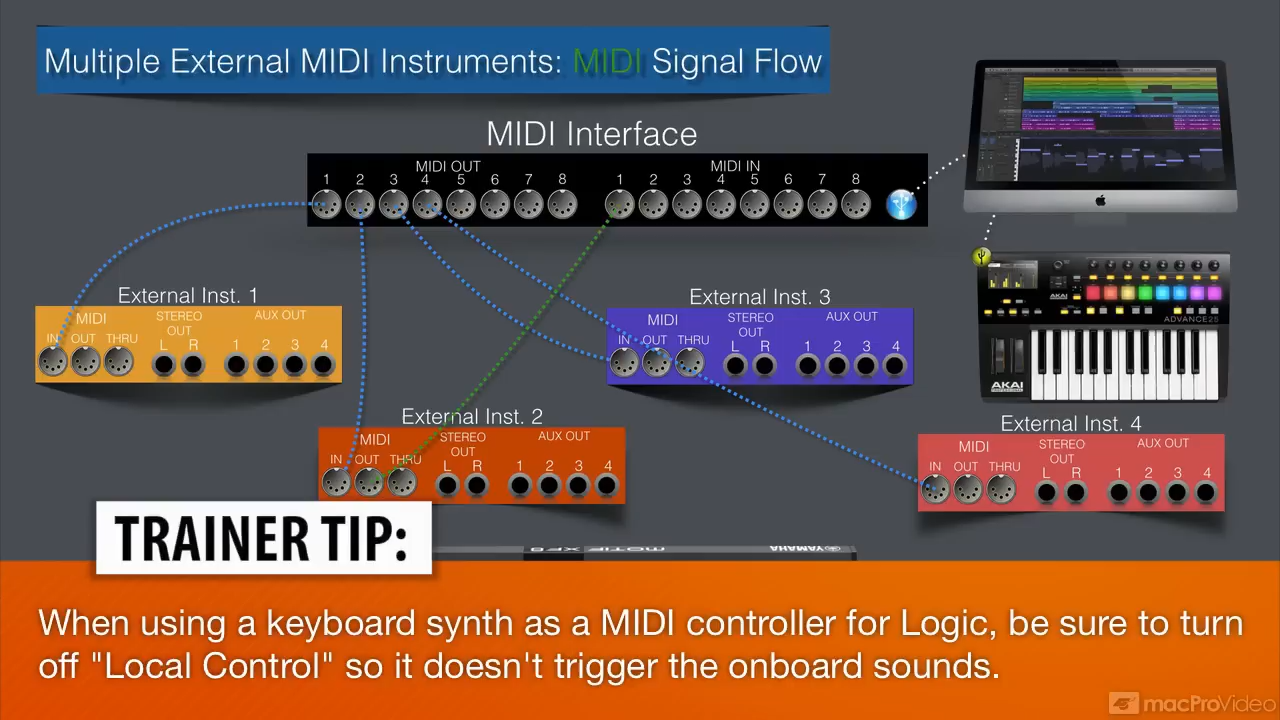 Multiple External MIDI Instruments: MIDI Signal Flow
MIDI Interface
MIDI OUT
1 2 3 4 5 6 7 8
MIDI IN
1 2 3 4 5 6 7 8
External Inst. 1
MIDI
IN OUT THRU
STEREO
OUT
L R
AUX OUT
1 2 3 4
External Inst. 3
MIDI
IN OUT THRU
STEREO
OUT
L R
AUX OUT
1 2 3 4
AKAI
ADVANCE25
AKAI
PROFESSIONAL
External Inst. 2
MIDI
IN OUT THRU
STEREO
OUT
L R
AUX OUT
1 2 3 4
External Inst. 4
MIDI
IN OUT THRU
STEREO
OUT
L R
AUX OUT
1 2 3 4
YAMAHA
MOTIF XF8
TRAINER TIP:
When using a keyboard synth as a MIDI controller for Logic, be sure to turn
off "Local Control" so it doesn't trigger the onboard sounds.
macProVideo